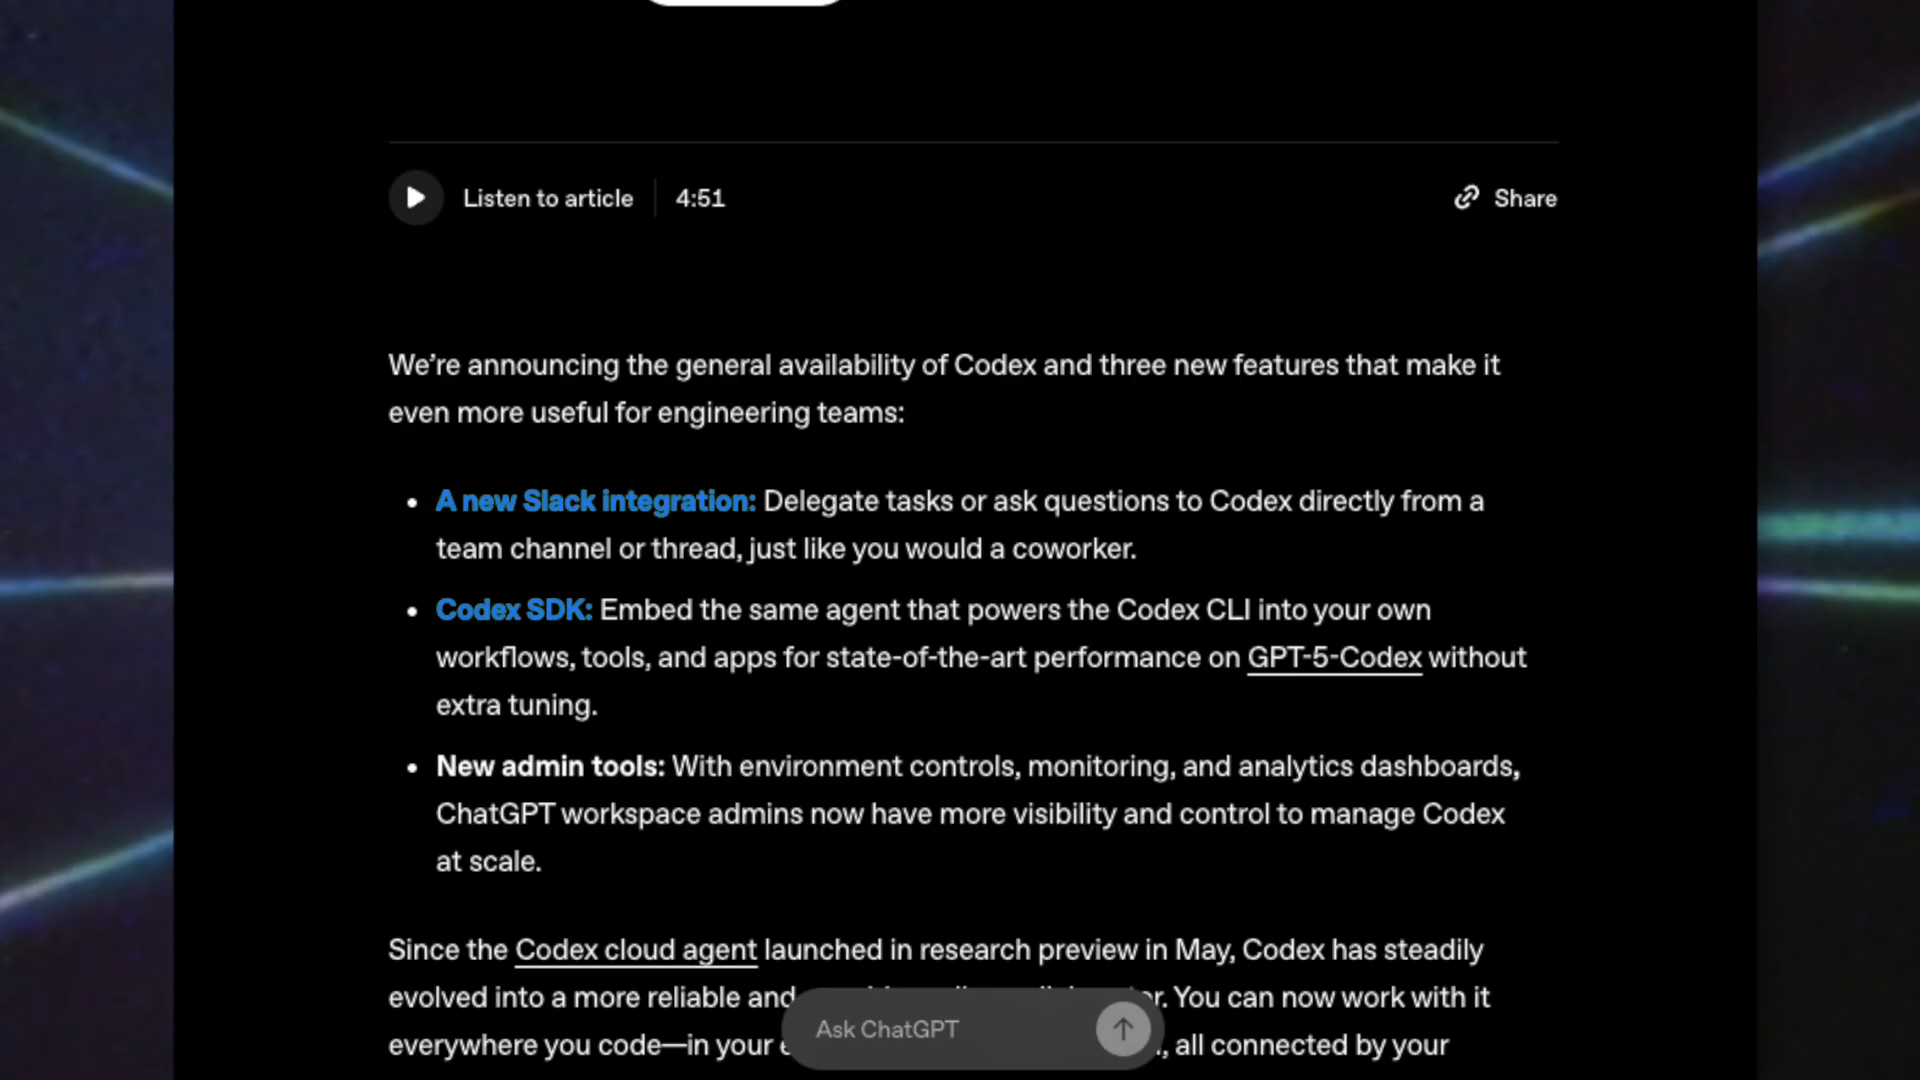 Listen to article
4:51
Share
We’re announcing the general availability of Codex and three new features that make it
even more useful for engineering teams:
• A new Slack integration: Delegate tasks or ask questions to Codex directly from a
team channel or thread, just like you would a coworker.
• Codex SDK: Embed the same agent that powers the Codex CLI into your own
workflows, tools, and apps for state-of-the-art performance on GPT-5-Codex without
extra tuning.
• New admin tools: With environment controls, monitoring, and analytics dashboards,
ChatGPT workspace admins now have more visibility and control to manage Codex
at scale.
Since the Codex cloud agent launched in research preview in May, Codex has steadily
evolved into a more reliable and You can now work with it
Ask ChatGPT
everywhere you code—in your all connected by your